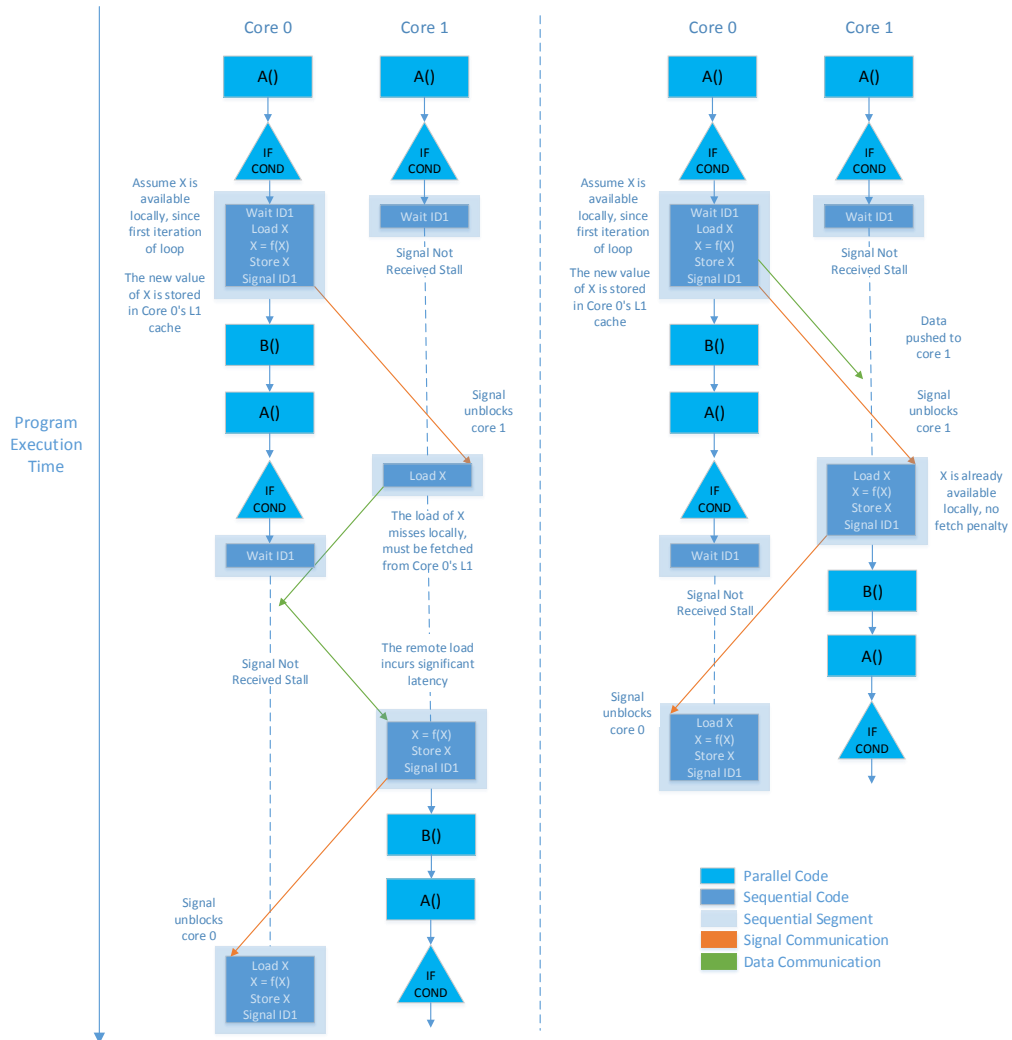 Program
Execution
Time
Core 0
Core 1
A()
A()
IF
COND
IF
COND
Assume X is
available
locally, since
first iteration
of loop
The new value
of X is stored
in Core 0's L1
cache
Wait ID1
Load X
X = f(X)
Store X
Signal ID1
Wait ID1
Signal Not
Received Stall
B()
A()
Signal
unblocks
core 1
IF
COND
Load X
Wait ID1
The load of X
misses locally,
must be fetched
from Core 0's L1
Signal Not
Received Stall
The remote load
incurs significant
latency
X = f(X)
Store X
Signal ID1
B()
A()
Signal
unblocks
core 0
Load X
X = f(X)
Store X
Signal ID1
IF
COND
Core 0
Core 1
A()
A()
IF
COND
IF
COND
Assume X is
available
locally, since
first iteration
of loop
The new value
of X is stored
in Core 0's L1
cache
Wait ID1
Load X
X = f(X)
Store X
Signal ID1
Wait ID1
Signal Not
Received Stall
Data
pushed to
core 1
B()
A()
Signal
unblocks
core 1
IF
COND
Load X
X = f(X)
Store X
Signal ID1
X is already
available
locally, no
fetch penalty
Wait ID1
Signal Not
Received Stall
B()
A()
Signal
unblocks
core 0
Load X
X = f(X)
Store X
Signal ID1
IF
COND
Parallel Code
Sequential Code
Sequential Segment
Signal Communication
Data Communication